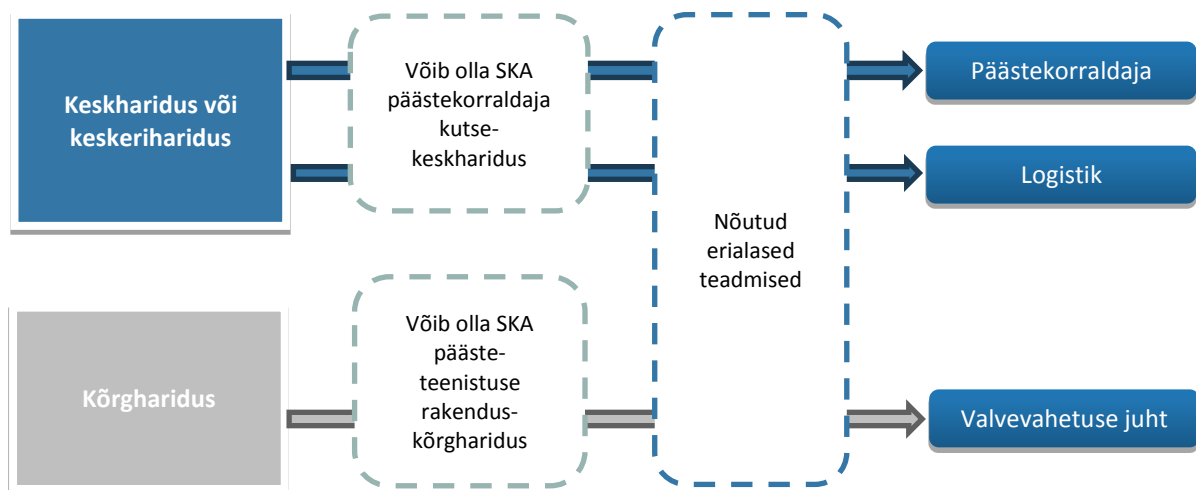 Keskharidus või
keskeriharidus
Võib olla SKA
päästekorraldaja
kutse-
keskharidus
Päästekorraldaja
Logistik
Nõutud
erialased
teadmised
Kõrgharidus
Võib olla SKA
pääste-
teenistuse
rakendus-
kõrgharidus
Valvevahetuse juht